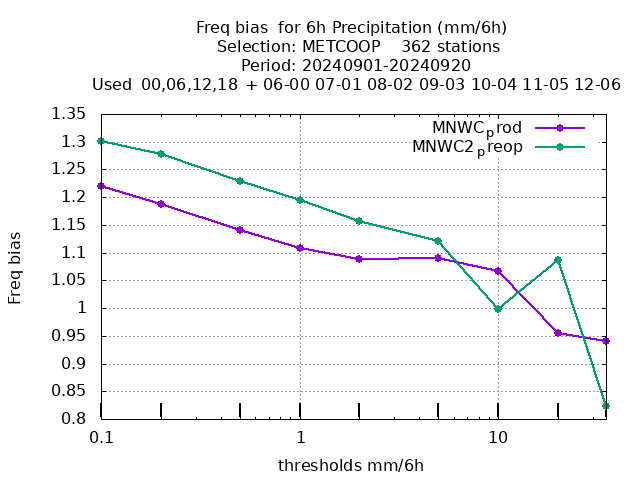 Freq bias  for 6h Precipitation (mm/6h)
Selection: METCOOP    362 stations
Period: 20240901-20240920
Used  00,06,12,18  + 06-00 07-01 08-02 09-03 10-04 11-05 12-06
MNWC_prod
MNWC2_preop
1.35
1.3
1.25
1.2
1.15
1.1
1.05
1
0.95
0.9
0.85
0.8
Freq bias
0.1 1 10
thresholds mm/6h